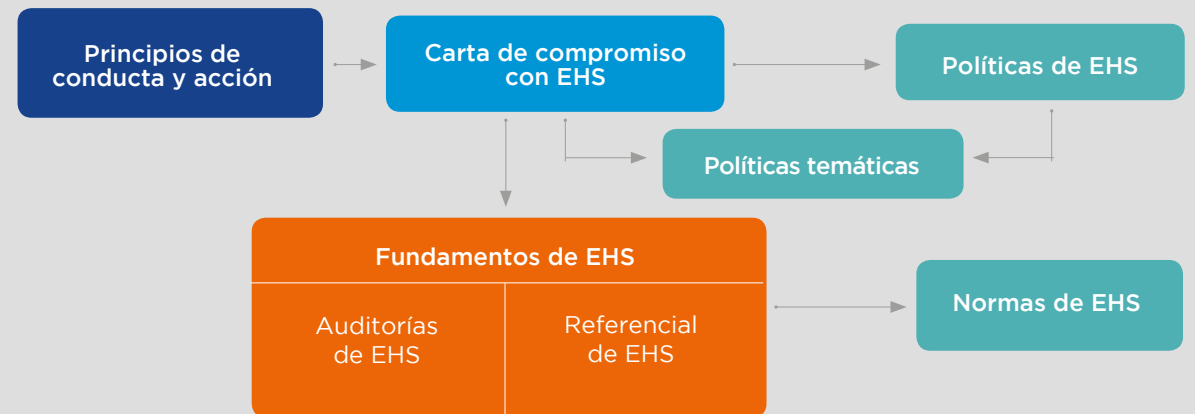 Principios de
conducta y acción
Carta de compromiso
con EHS
Políticas de EHS
Políticas temáticas
Fundamentos de EHS
Auditorías
de EHS
Referencial
de EHS
Normas de EHS